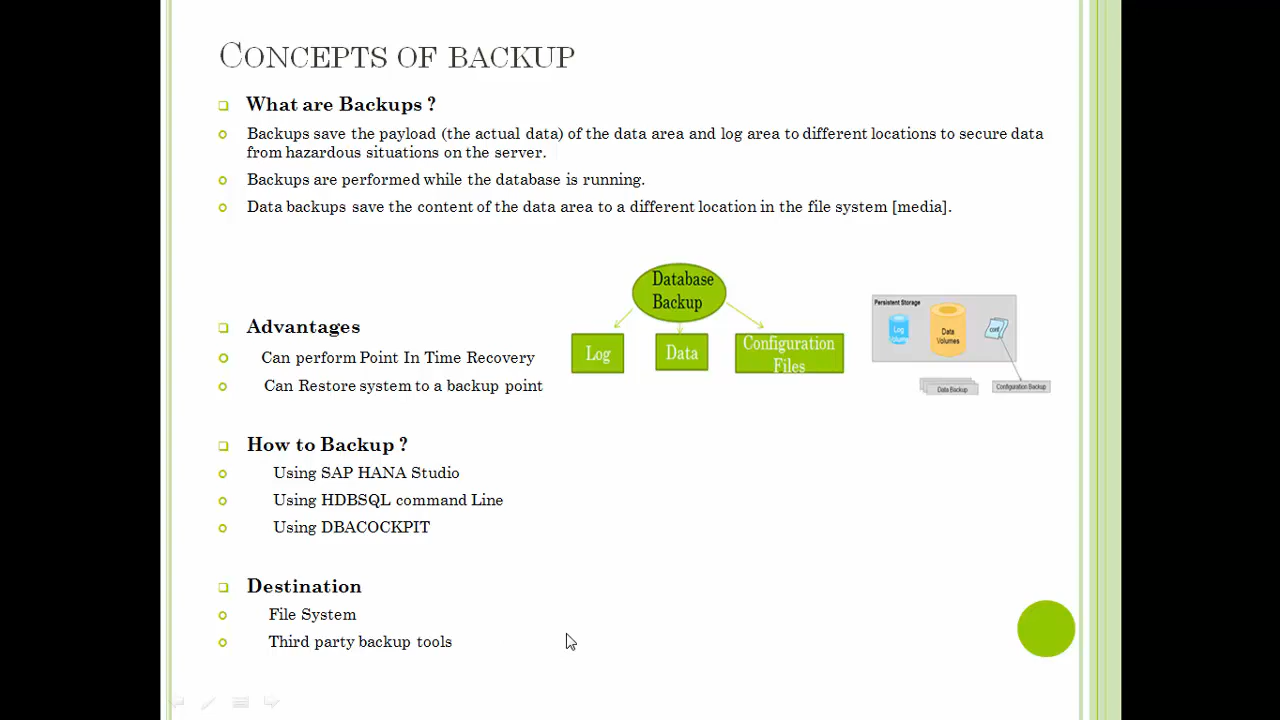 CONCEPTS OF BACKUP
What are Backups ?
Backups save the payload (the actual data) of the data area and log area to different locations to secure data
from hazardous situations on the server.
Backups are performed while the database is running.
Data backups save the content of the data area to a different location in the file system [media].
Database
Backup
Log
Data
Configuration
Files
Persistent Storage
Log
Volumes
Data
Volumes
conf
Data Backup
Configuration Backup
Advantages
Can perform Point In Time Recovery
Can Restore system to a backup point
How to Backup ?
Using SAP HANA Studio
Using HDBSQL command Line
Using DBACOCKPIT
Destination
File System
Third party backup tools